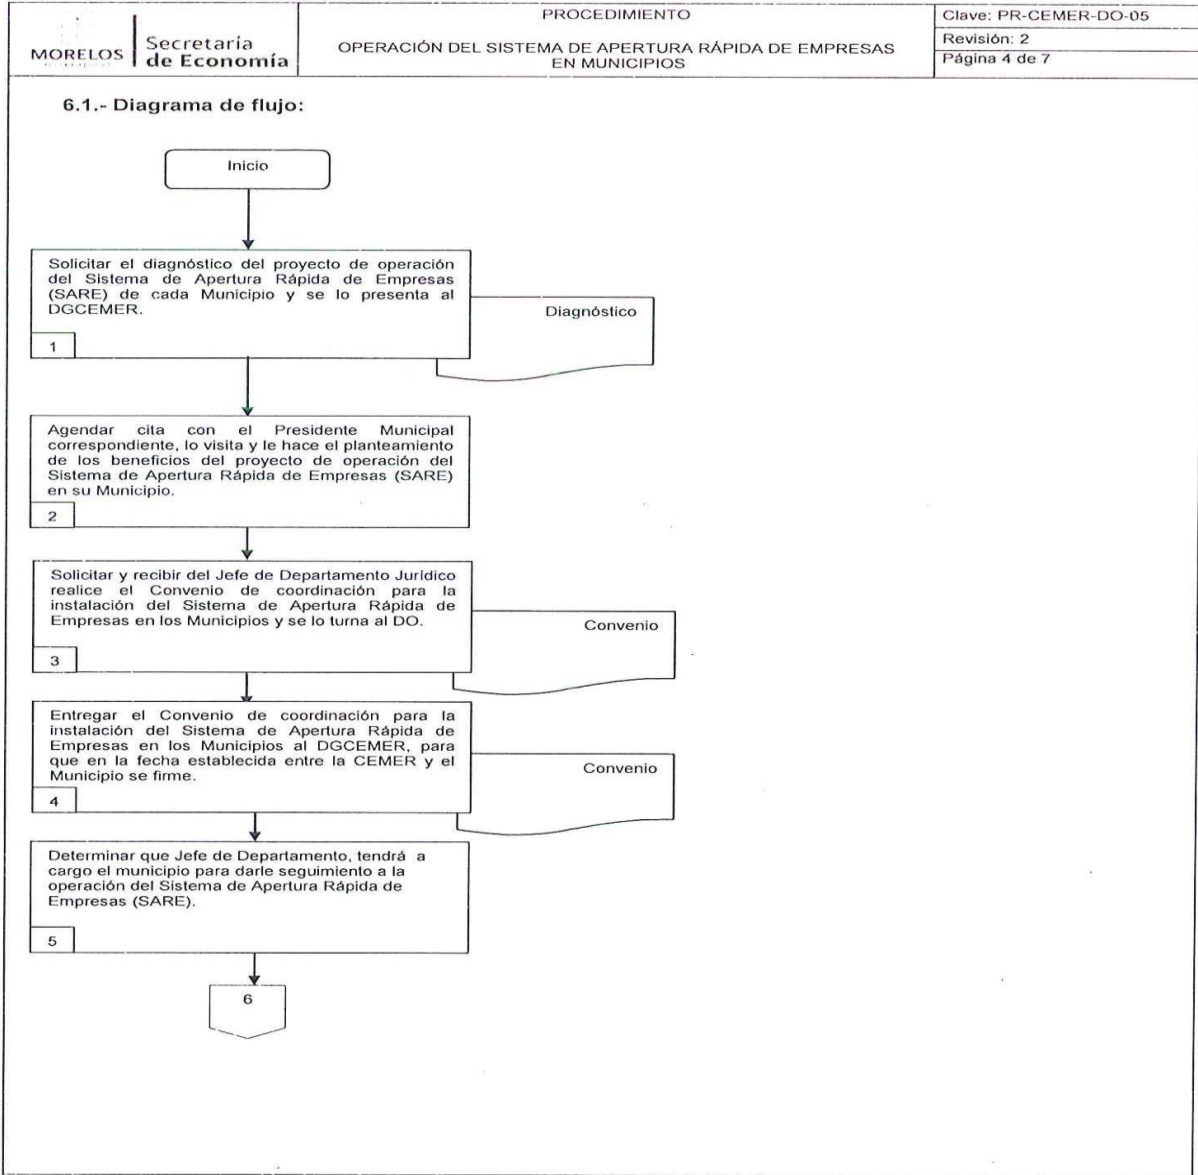 MORELOS
Secretaría
de Economía
PROCEDIMIENTO
OPERACIÓN DEL SISTEMA DE APERTURA RÁPIDA DE EMPRESAS
EN MUNICIPIOS
Clave: PR-CEMER-DO-05
Revisión: 2
Página 4 de 7
6.1.- Diagrama de flujo:
Inicio
Solicitar el diagnóstico del proyecto de operación
del Sistema de Apertura Rápida de Empresas
(SARE) de cada Municipio y se lo presenta al
DGCEMER.
1
Diagnóstico
Agendar cita con el Presidente Municipal
correspondiente, lo visita y le hace el planteamiento
de los beneficios del proyecto de operación del
Sistema de Apertura Rápida de Empresas (SARE)
en su Municipio.
2
Solicitar y recibir del Jefe de Departamento Jurídico
realice el Convenio de coordinación para la
instalación del Sistema de Apertura Rápida de
Empresas en los Municipios y se lo turna al DO.
3
Convenio
Entregar el Convenio de coordinación para la
instalación del Sistema de Apertura Rápida de
Empresas en los Municipios al DGCEMER, para
que en la fecha establecida entre la CEMER y el
Municipio se firme.
4
Convenio
Determinar que Jefe de Departamento, tendrá a
cargo el municipio para darle seguimiento a la
operación del Sistema de Apertura Rápida de
Empresas (SARE).
5
6